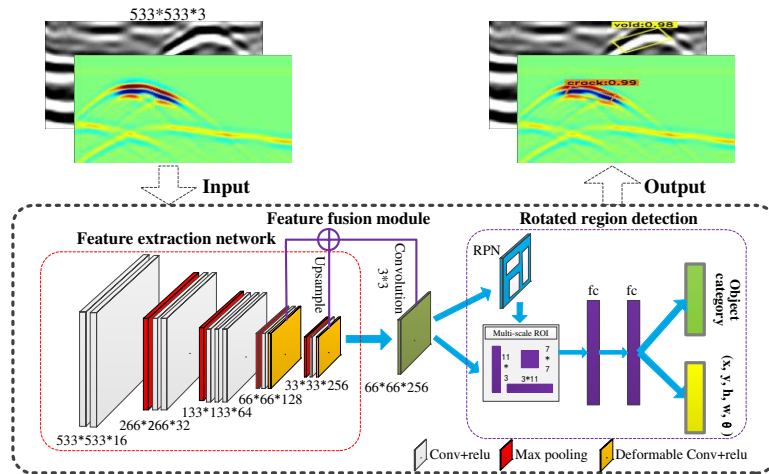 533*533*3
void:0.98
crack:0.99
Input
Output
Feature fusion module
Rotated region detection
Feature extraction network
Upsample
Convolution
3*3
RPN
fc
fc
Object
category
Multi-scale ROI
11
*
3
7
*
7
3*11
(x, y, h, w, θ)
533*533*16
266*266*32
133*133*64
66*66*128
33*33*256
66*66*256
Conv+relu
Max pooling
Deformable Conv+relu